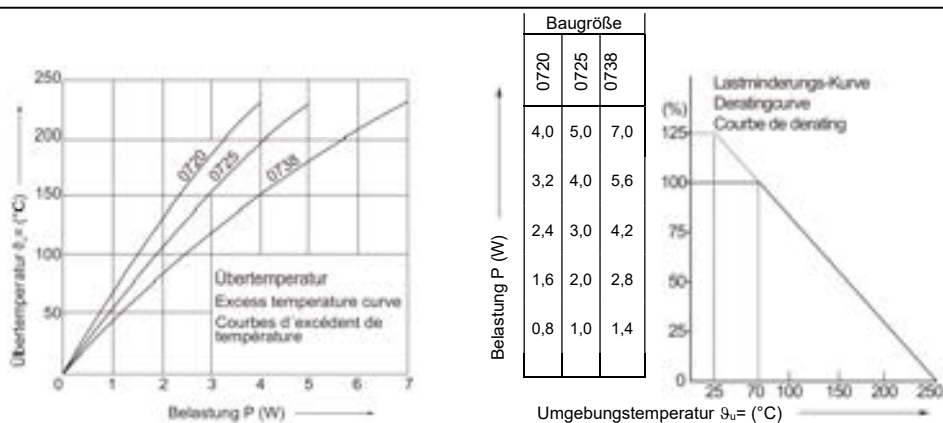 250
200
150
100
50
0
1
2
3
4
5
6
7
0720
0725
0738
Übertemperatur
Excess temperature curve
Courbes d'excédent de
température
Übertemperatur ϑü= (°C)
Belastung P (W)
Baugröße
0720 0725 0738
4,0 5,0 7,0
3,2 4,0 5,6
2,4 3,0 4,2
1,6 2,0 2,8
0,8 1,0 1,4
Belastung P (W)
Lastminderungs-Kurve
Deratingcurve
Courbe de derating
(%)
125
100
75
50
25
0
25 70 100 150 200 250
Umgebungstemperatur ϑu= (°C)